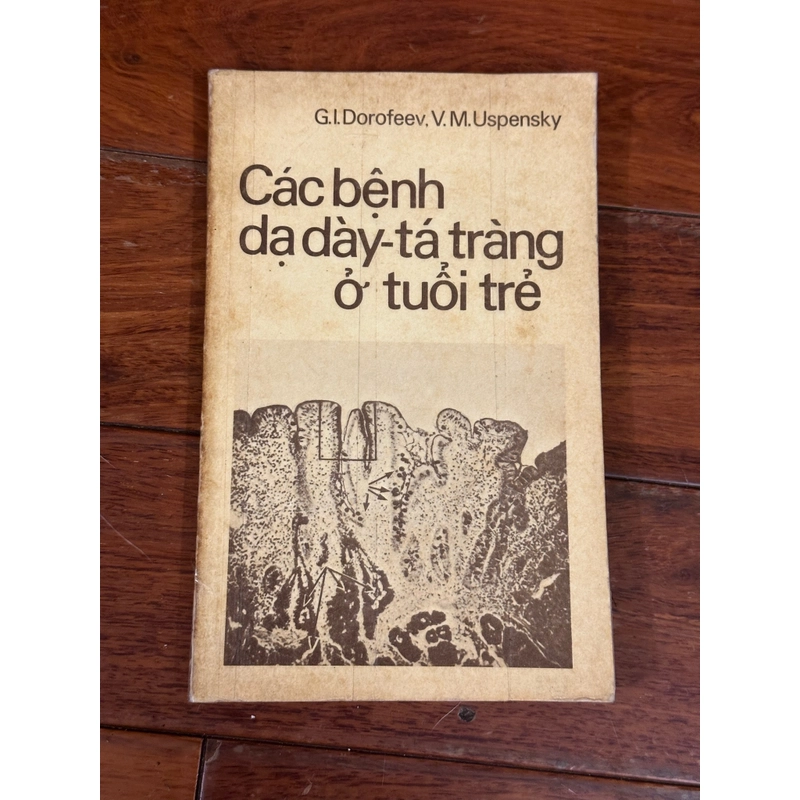 G.I.Dorofeev, V.M.Uspensky
Các bệnh
dạ dày-tá tràng
ở tuổi trẻ